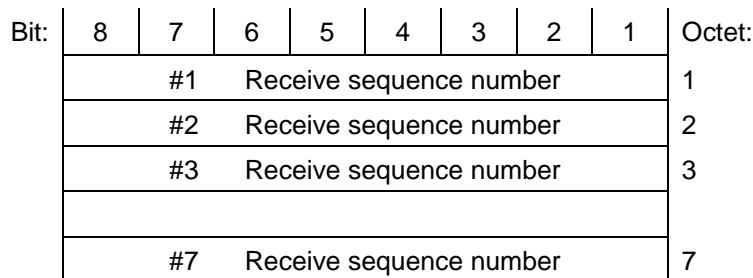 Bit: 8 7 6 5 4 3 2 1 Octet:
#1 Receive sequence number 1
#2 Receive sequence number 2
#3 Receive sequence number 3
#7 Receive sequence number 7